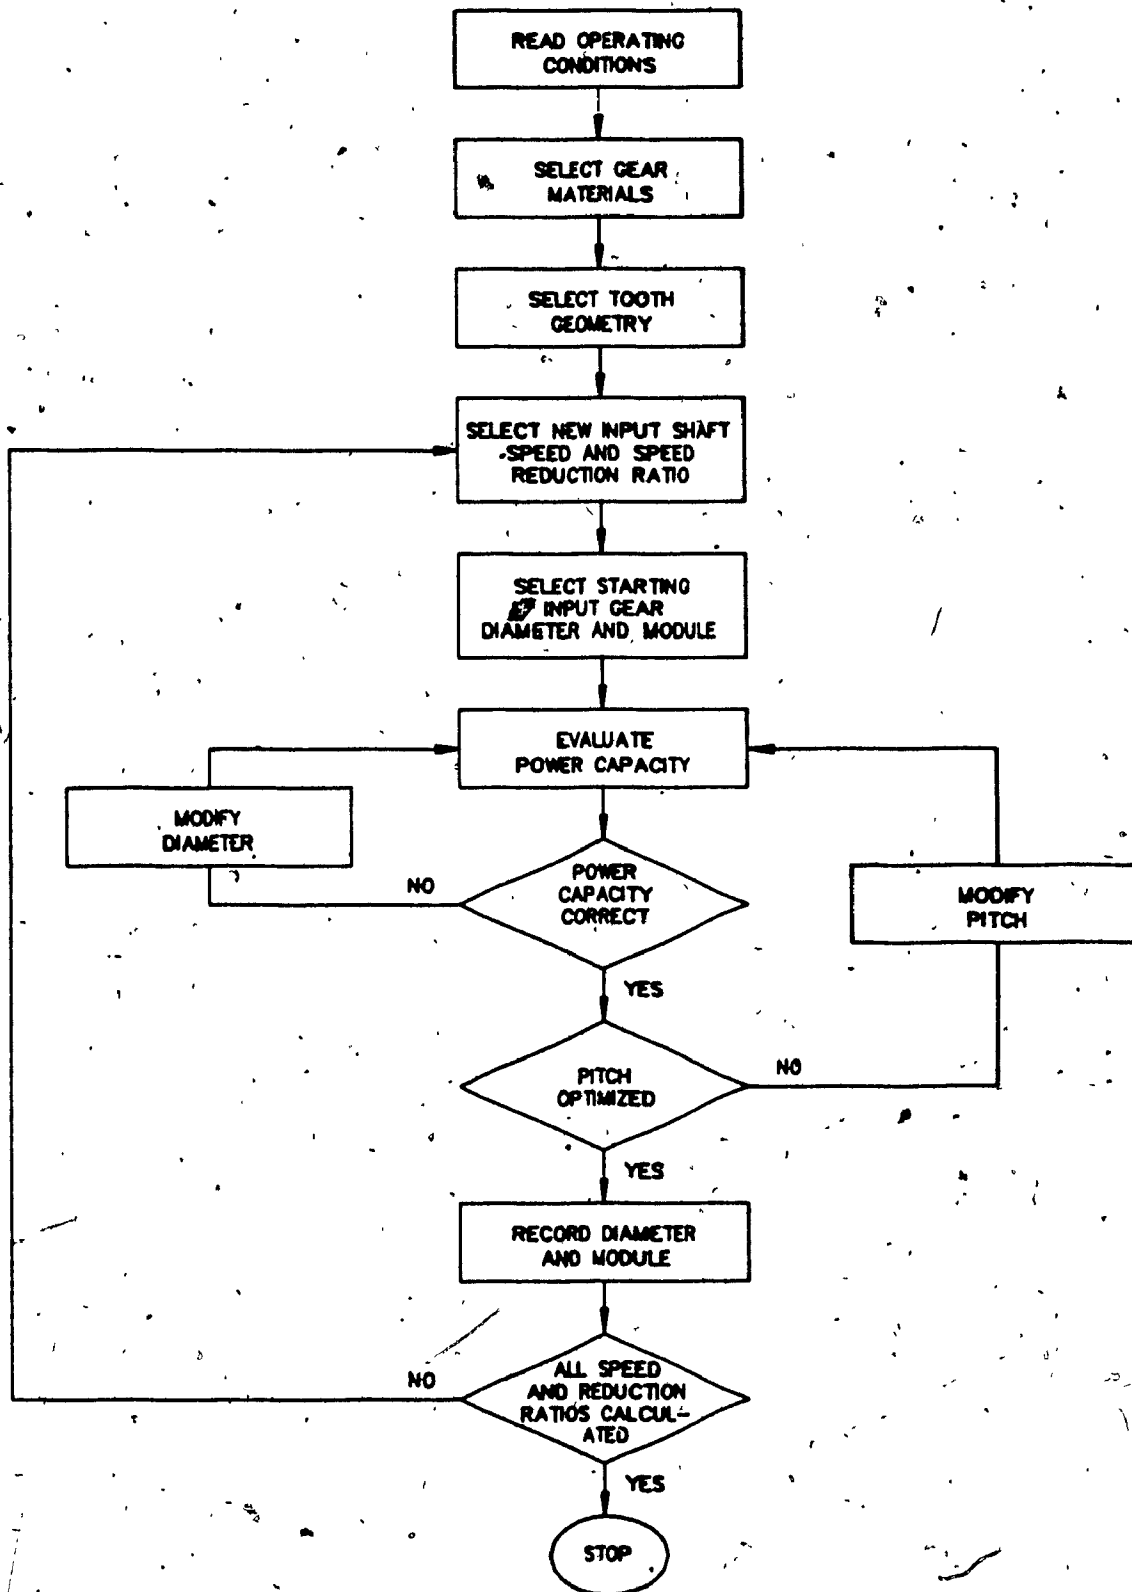 READ OPERATING
CONDITIONS
SELECT GEAR
MATERIALS
SELECT TOOTH
GEOMETRY
SELECT NEW INPUT SHAFT
SPEED AND SPEED
REDUCTION RATIO
SELECT STARTING
INPUT GEAR
DIAMETER AND MODULE
EVALUATE
POWER CAPACITY
MODIFY
DIAMETER
NO
POWER
CAPACITY
CORRECT
MODIFY
PITCH
YES
PITCH
OPTIMIZED
NO
YES
RECORD DIAMETER
AND MODULE
NO
ALL SPEED
AND REDUCTION
RATIOS CALCUL-
ATED
YES
STOP